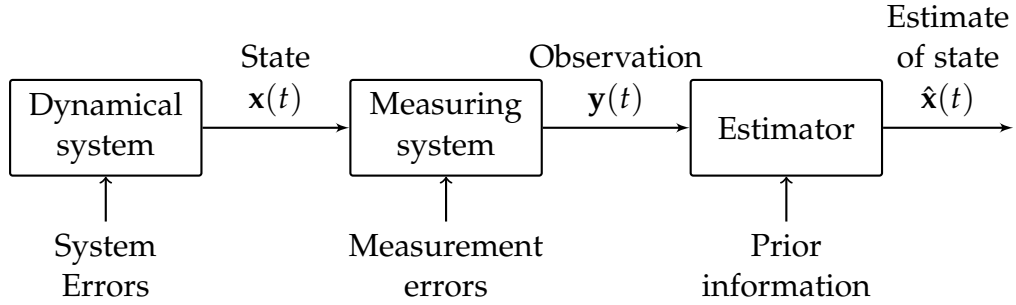 Dynamical
system
State
𝐱(t)
Measuring
system
Observation
𝐲(t)
Estimator
Estimate
of state
𝐱̂(t)
System
Errors
Measurement
errors
Prior
information